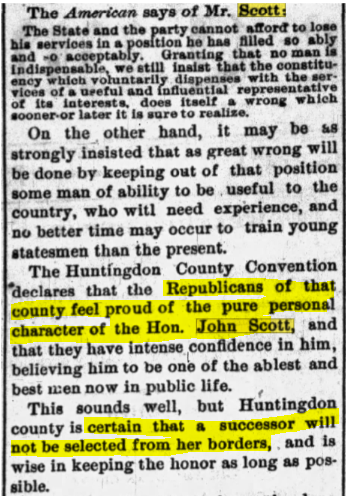 The American says of Mr. Scott:
The State and the party cannot afford to lose
his services in a position he has filled so ably
and so acceptably. Granting that no man is
indispensable, we still insist that the constitu-
ency which voluntarily dispenses with the ser-
vices of a useful and influential representative
of its interests, does itself a wrong which
sooner or later it is sure to realize.
On the other hand, it may be as
strongly insisted that as great wrong will
be done by keeping out of that position
some man of ability to be useful to the
country, who witl need experience, and
no better time may occur to train young
statesmen than the present.
The Huntingdon County Convention
declares that the Republicans of that
county feel proud of the pure personal
character of the Hon. John Scott, and
that they have intense confidence in him,
believing him to be one of the ablest and
best men now in public life.
This sounds well, but Huntingdon
county is certain that a successor will
not be selected from her borders, and is
wise in keeping the honor as long as pos-
sible.